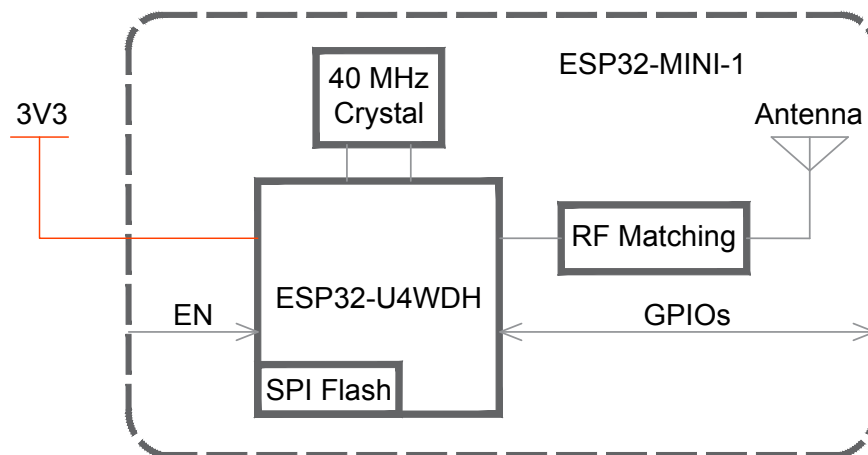 ESP32-MINI-1
40 MHz
Crystal
3V3
Antenna
RF Matching
ESP32-U4WDH
EN
GPIOs
SPI Flash